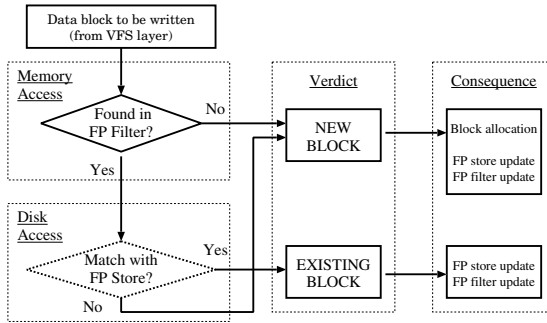 Data block to be written
(from VFS layer)
Memory
Access
Found in
FP Filter?
No
Yes
Disk
Access
Match with
FP Store?
Yes
No
Verdict
NEW
BLOCK
EXISTING
BLOCK
Consequence
Block allocation
FP store update
FP filter update
FP store update
FP filter update